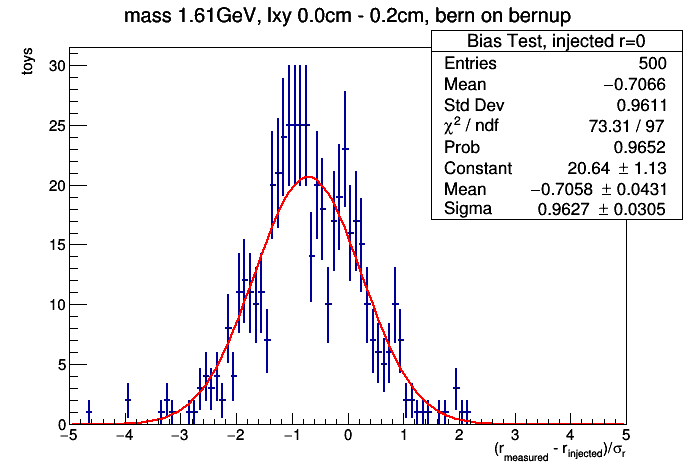 mass 1.61GeV, lxy 0.0cm - 0.2cm, bern on bernup
Bias Test, injected r=0
Entries 500
Mean −0.7066
Std Dev 0.9611
χ² / ndf 73.31 / 97
Prob 0.9652
Constant 20.64 ± 1.13
Mean −0.7058 ± 0.0431
Sigma 0.9627 ± 0.0305
toys
30
25
20
15
10
5
0
−5 −4 −3 −2 −1 0 1 2 3 4 5
(r_measured - r_injected)/σ_r